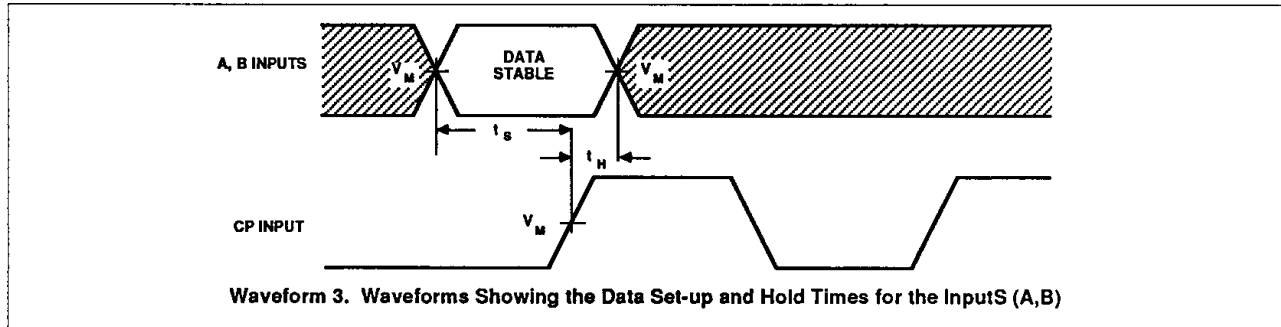 A, B INPUTS
V M
DATA
STABLE
V M
t s
t H
CP INPUT
V M
Waveform 3. Waveforms Showing the Data Set-up and Hold Times for the InputS (A,B)